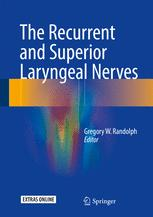 The Recurrent
and Superior
Laryngeal Nerves
Gregory W. Randolph
Editor
EXTRAS ONLINE
Springer